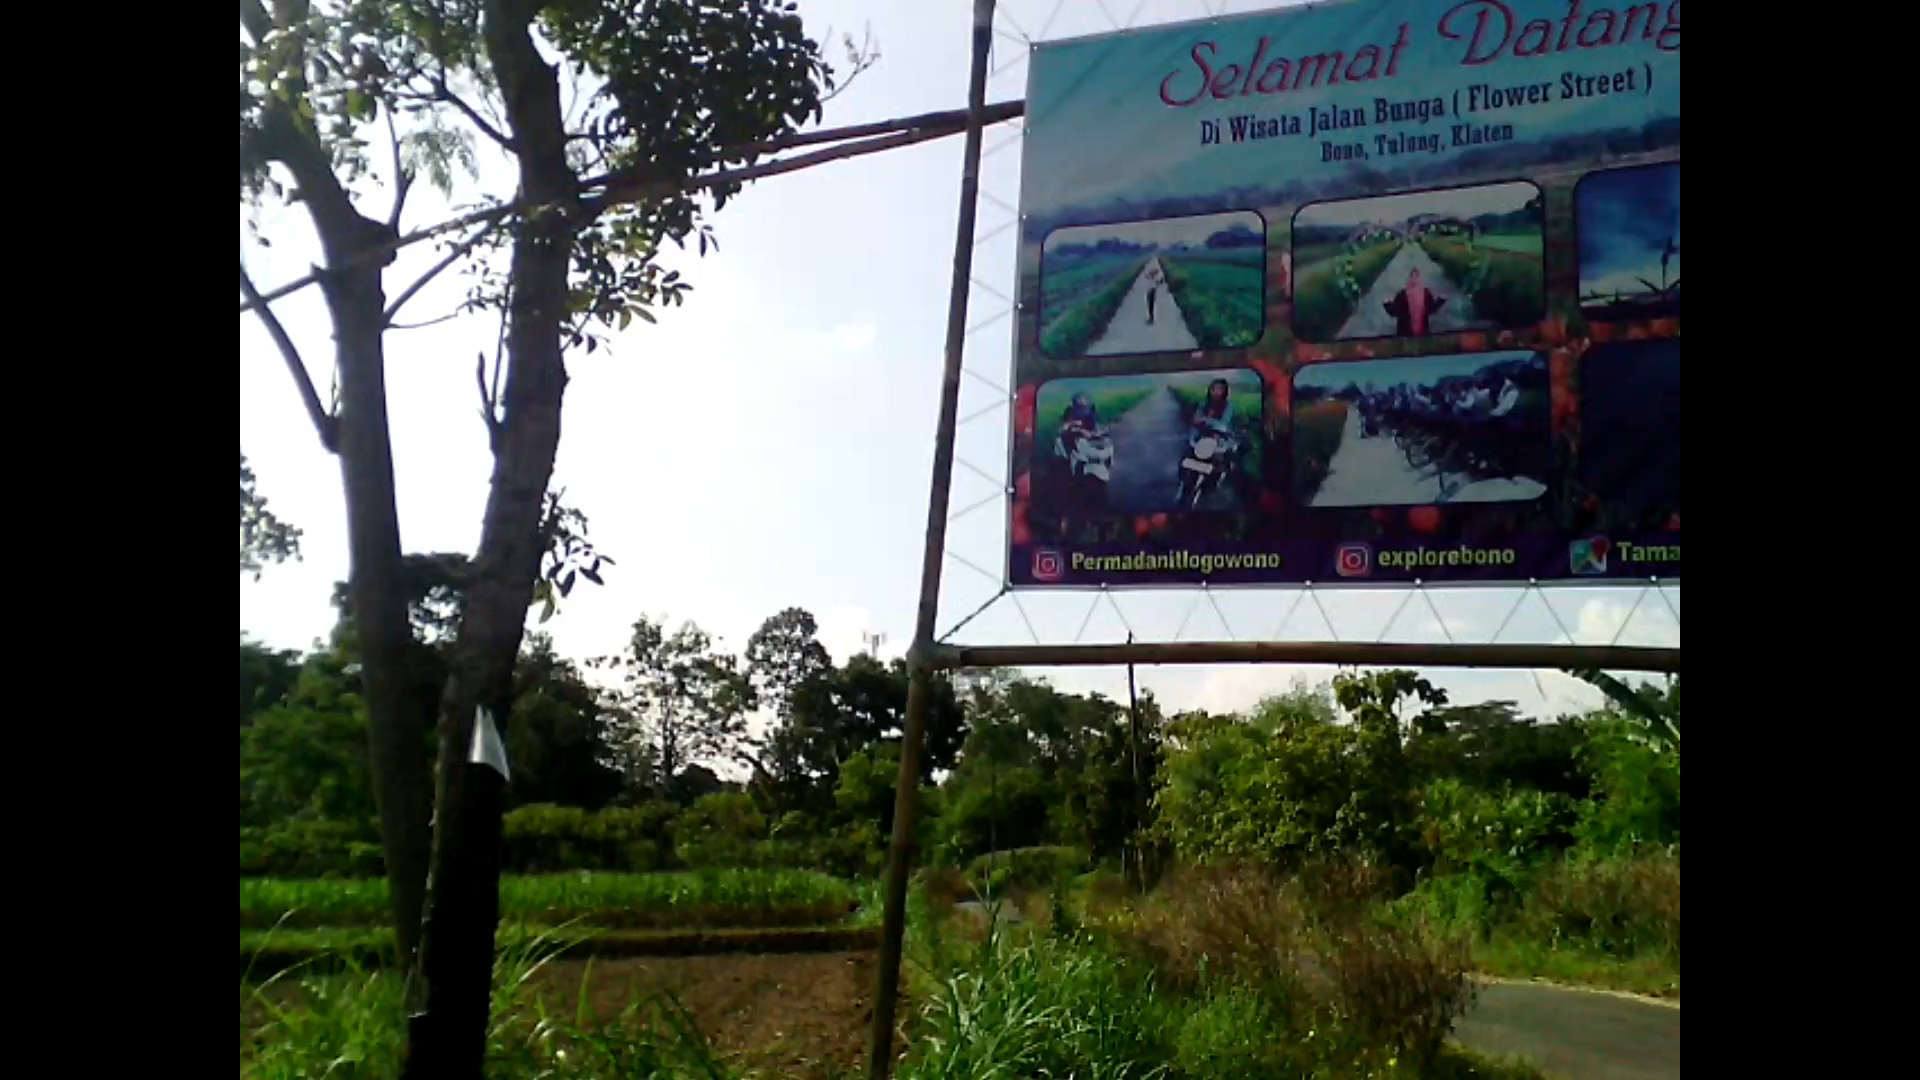 Selamat Datang
Di Wisata Jalan Bunga ( Flower Street )
Bono, Tulung, Klaten
Permadanitlogowono explorebono Tama